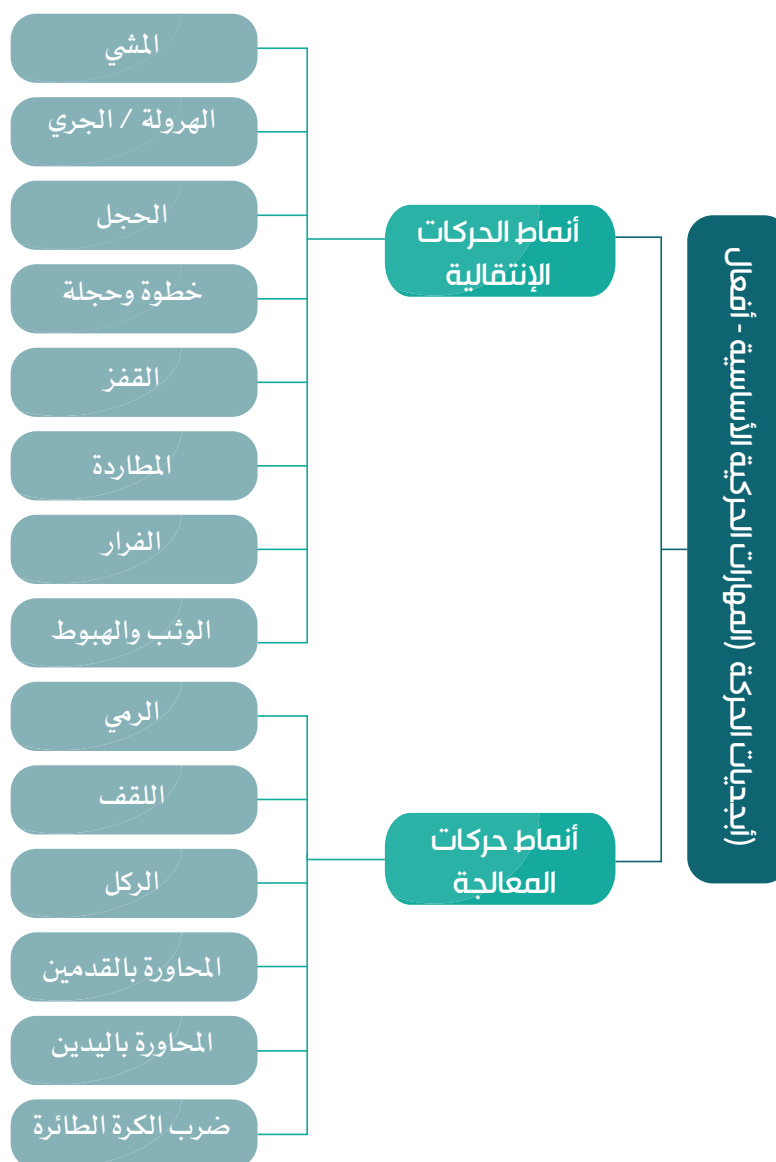 أفعال - المهارات الحركية الأساسية) أبجديات الحركة)
أنماط الحركات
الإنتقالية
المشي
الهرولة / الجري
الحجل
خطوة وحجلة
القفز
المطاردة
الفرار
الوثب والهبوط
أنماط حركات
المعالجة
الرمي
اللقف
الركل
المحاورة بالقدمين
المحاورة باليدين
ضرب الكرة الطائرة